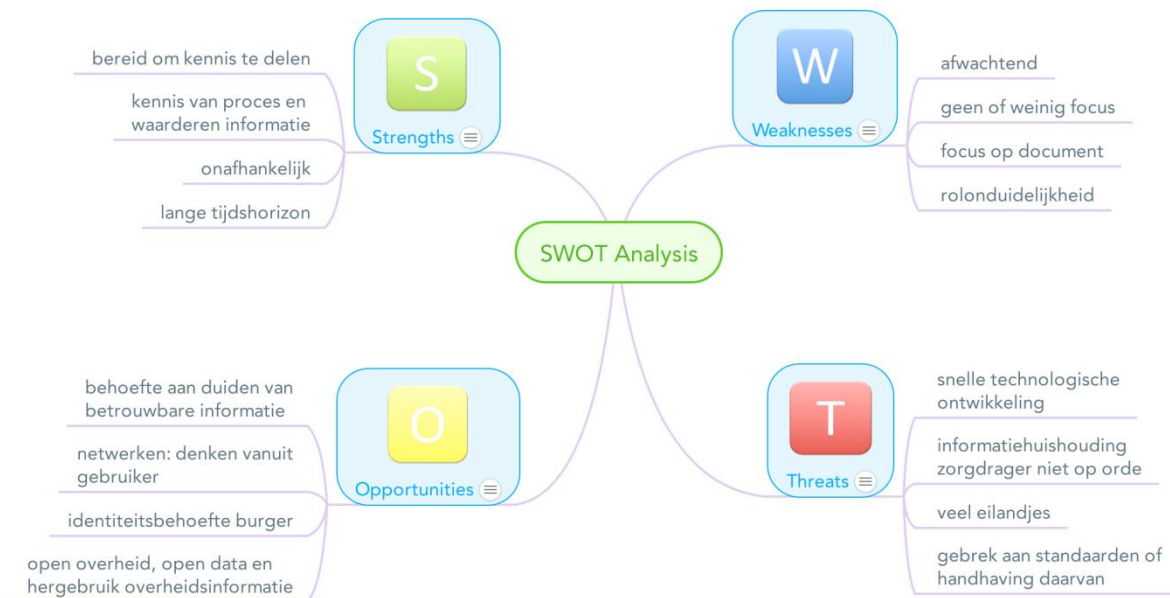 S
Strengths
bereid om kennis te delen
kennis van proces en
waarderen informatie
onafhankelijk
lange tijdshorizon
W
Weaknesses
afwachtend
geen of weinig focus
focus op document
rolonduidelijkheid
SWOT Analysis
O
Opportunities
behoefte aan duiden van
betrouwbare informatie
netwerken: denken vanuit
gebruiker
identiteitsbehoefte burger
open overheid, open data en
hergebruik overheidsinformatie
T
Threats
snelle technologische
ontwikkeling
informatiehuishouding
zorgdrager niet op orde
veel eilandjes
gebrek aan standaarden of
handhaving daarvan